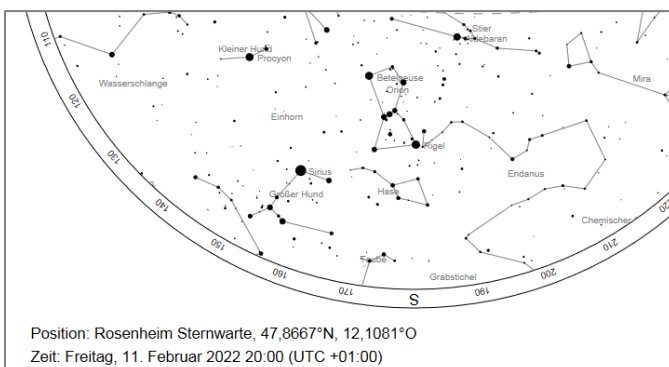 Stier
Aldebaran
Kleiner Hund
Procyon
110
Wasserschlange
Beteigeuse
Orion
Mira
120
Einhorn
130
Rigel
Sirius
Eridanus
Großer Hund
Hase
140
Chemischer
220
150
210
Taube
160
Grabstichel
200
170
S
190
Position: Rosenheim Sternwarte, 47,8667°N, 12,1081°O
Zeit: Freitag, 11. Februar 2022 20:00 (UTC +01:00)